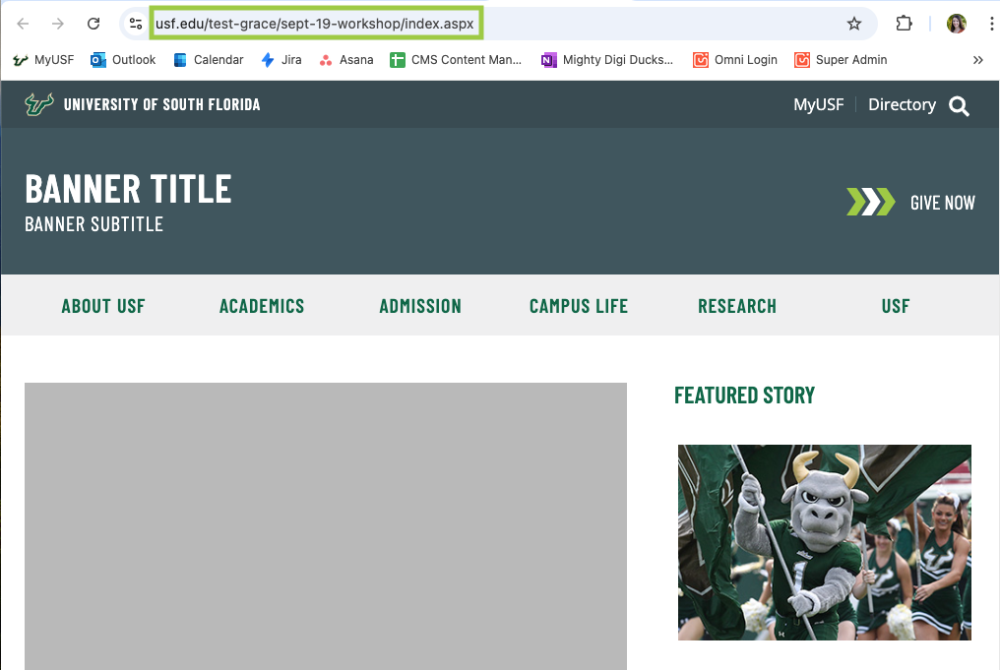 usf.edu/test-grace/sept-19-workshop/index.aspx
MyUSF Outlook Calendar Jira Asana CMS Content Man... N Mighty Digi Ducks... Omni Login Super Admin
UNIVERSITY OF SOUTH FLORIDA MyUSF Directory
BANNER TITLE
BANNER SUBTITLE
GIVE NOW
ABOUT USF ACADEMICS ADMISSION CAMPUS LIFE RESEARCH USF
FEATURED STORY
1